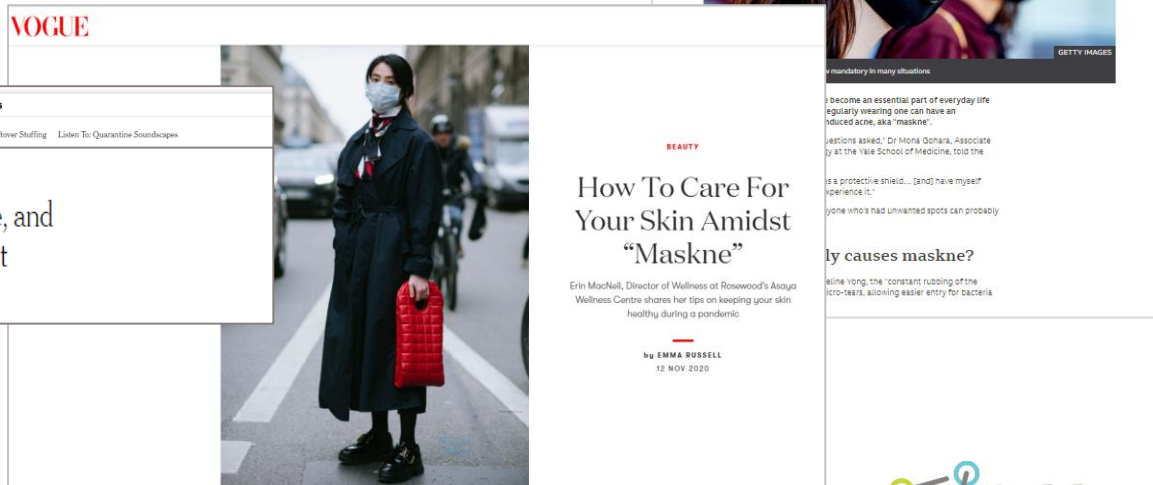 VOGUE
tover Stuffing Listen To: Quarantine Soundscapes
, and
t
BEAUTY
How To Care For
Your Skin Amidst
“Maskne”
Erin MacNeil, Director of Wellness at Rosewood's Asaya
Wellness Centre shares her tips on keeping your skin
healthy during a pandemic
by EMMA RUSSELL
12 NOV 2020
GETTY IMAGES
mandatory in many situations
become an essential part of everyday life
egularly wearing one can have an
nduced acne, aka "maskne".
uestions asked," Dr Mona Gohara, Associate
y at the Yale School of Medicine, told the
s a protective shield.... [and] have myself
xperience it."
yone who's had unwanted spots can probably
ly causes maskne?
eline Yong, the "constant rubbing of the
icro-tears, allowing easier entry for bacteria